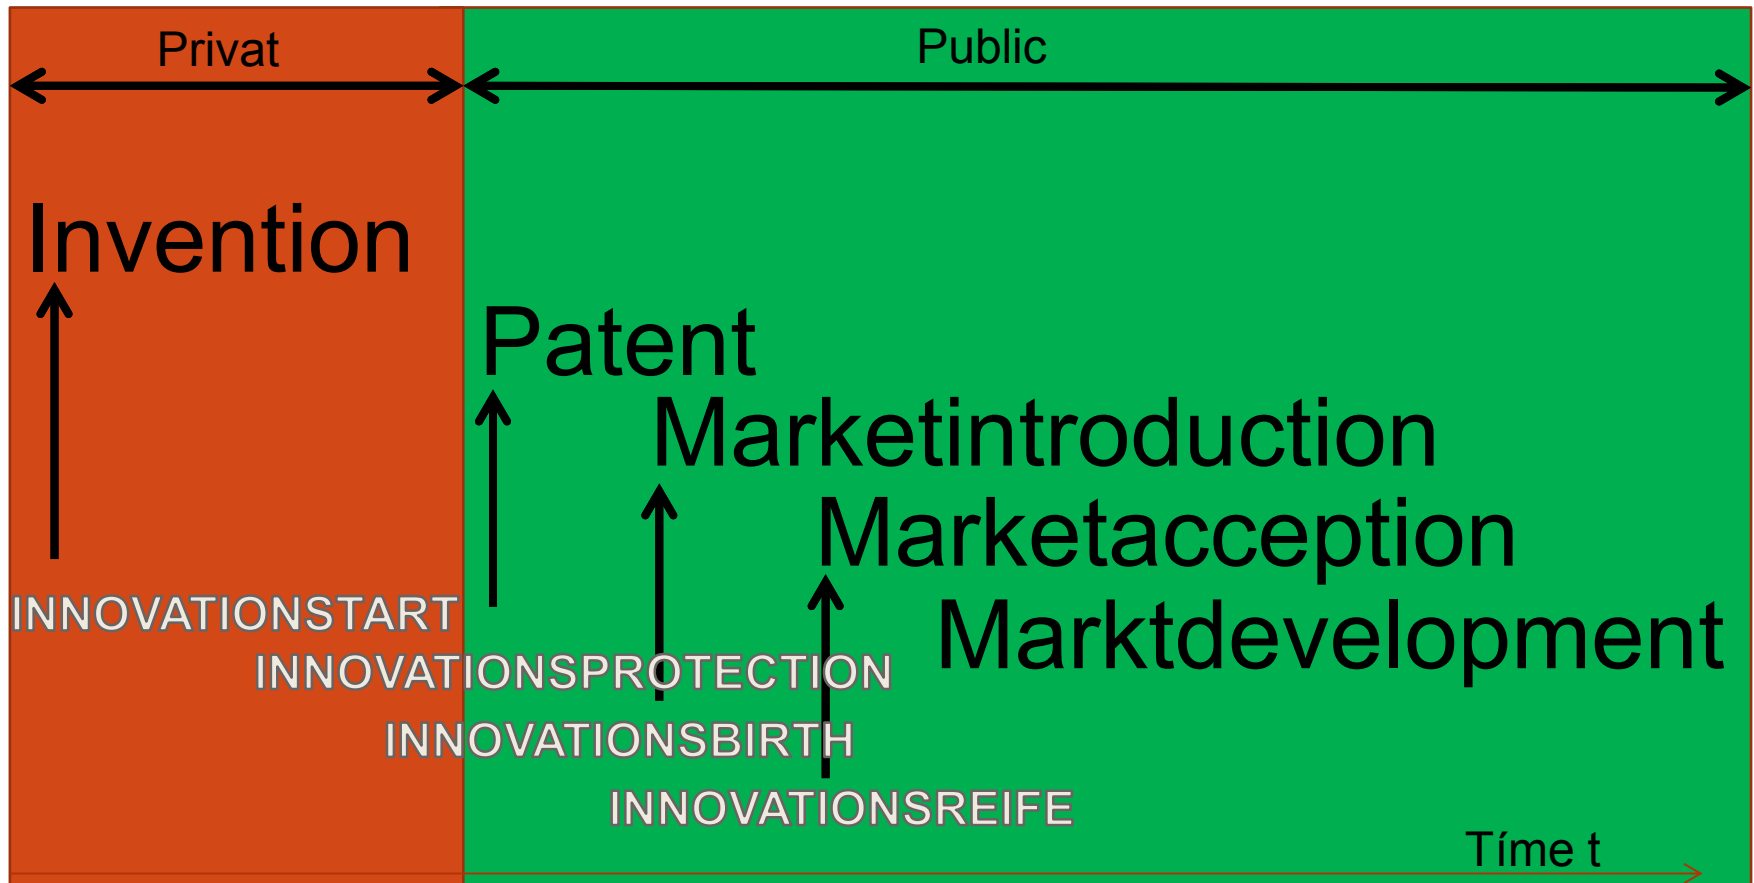 Privat
Public
Invention
Patent
Marketintroduction
Marketacception
INNOVATIONSTART
Marktdevelopment
INNOVATIONSPROTECTION
INNOVATIONSBIRTH
INNOVATIONSREIFE
Tíme t